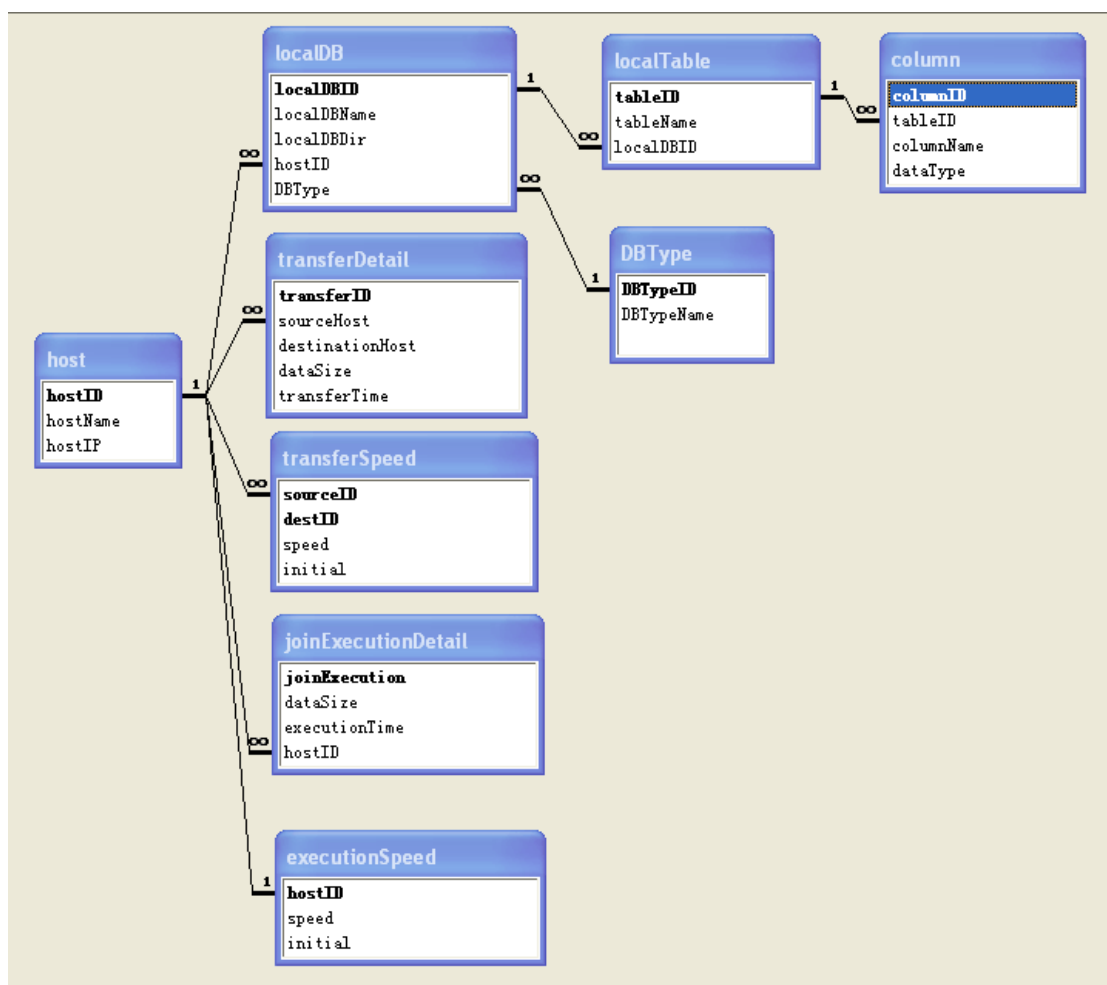 localDB
localDBID
localDBName
localDBDir
hostID
DBType
1
∞
∞
∞
localTable
tableID
tableName
localDBID
1
∞
column
columnID
tableID
columnName
dataType
DBType
DBTypeID
DBTypeName
1
transferDetail
transferID
sourceHost
destinationHost
dataSize
transferTime
∞
host
hostID
hostName
hostIP
1
transferSpeed
sourceID
destID
speed
initial
∞
joinExecutionDetail
joinExecution
dataSize
executionTime
hostID
∞
executionSpeed
hostID
speed
initial
1